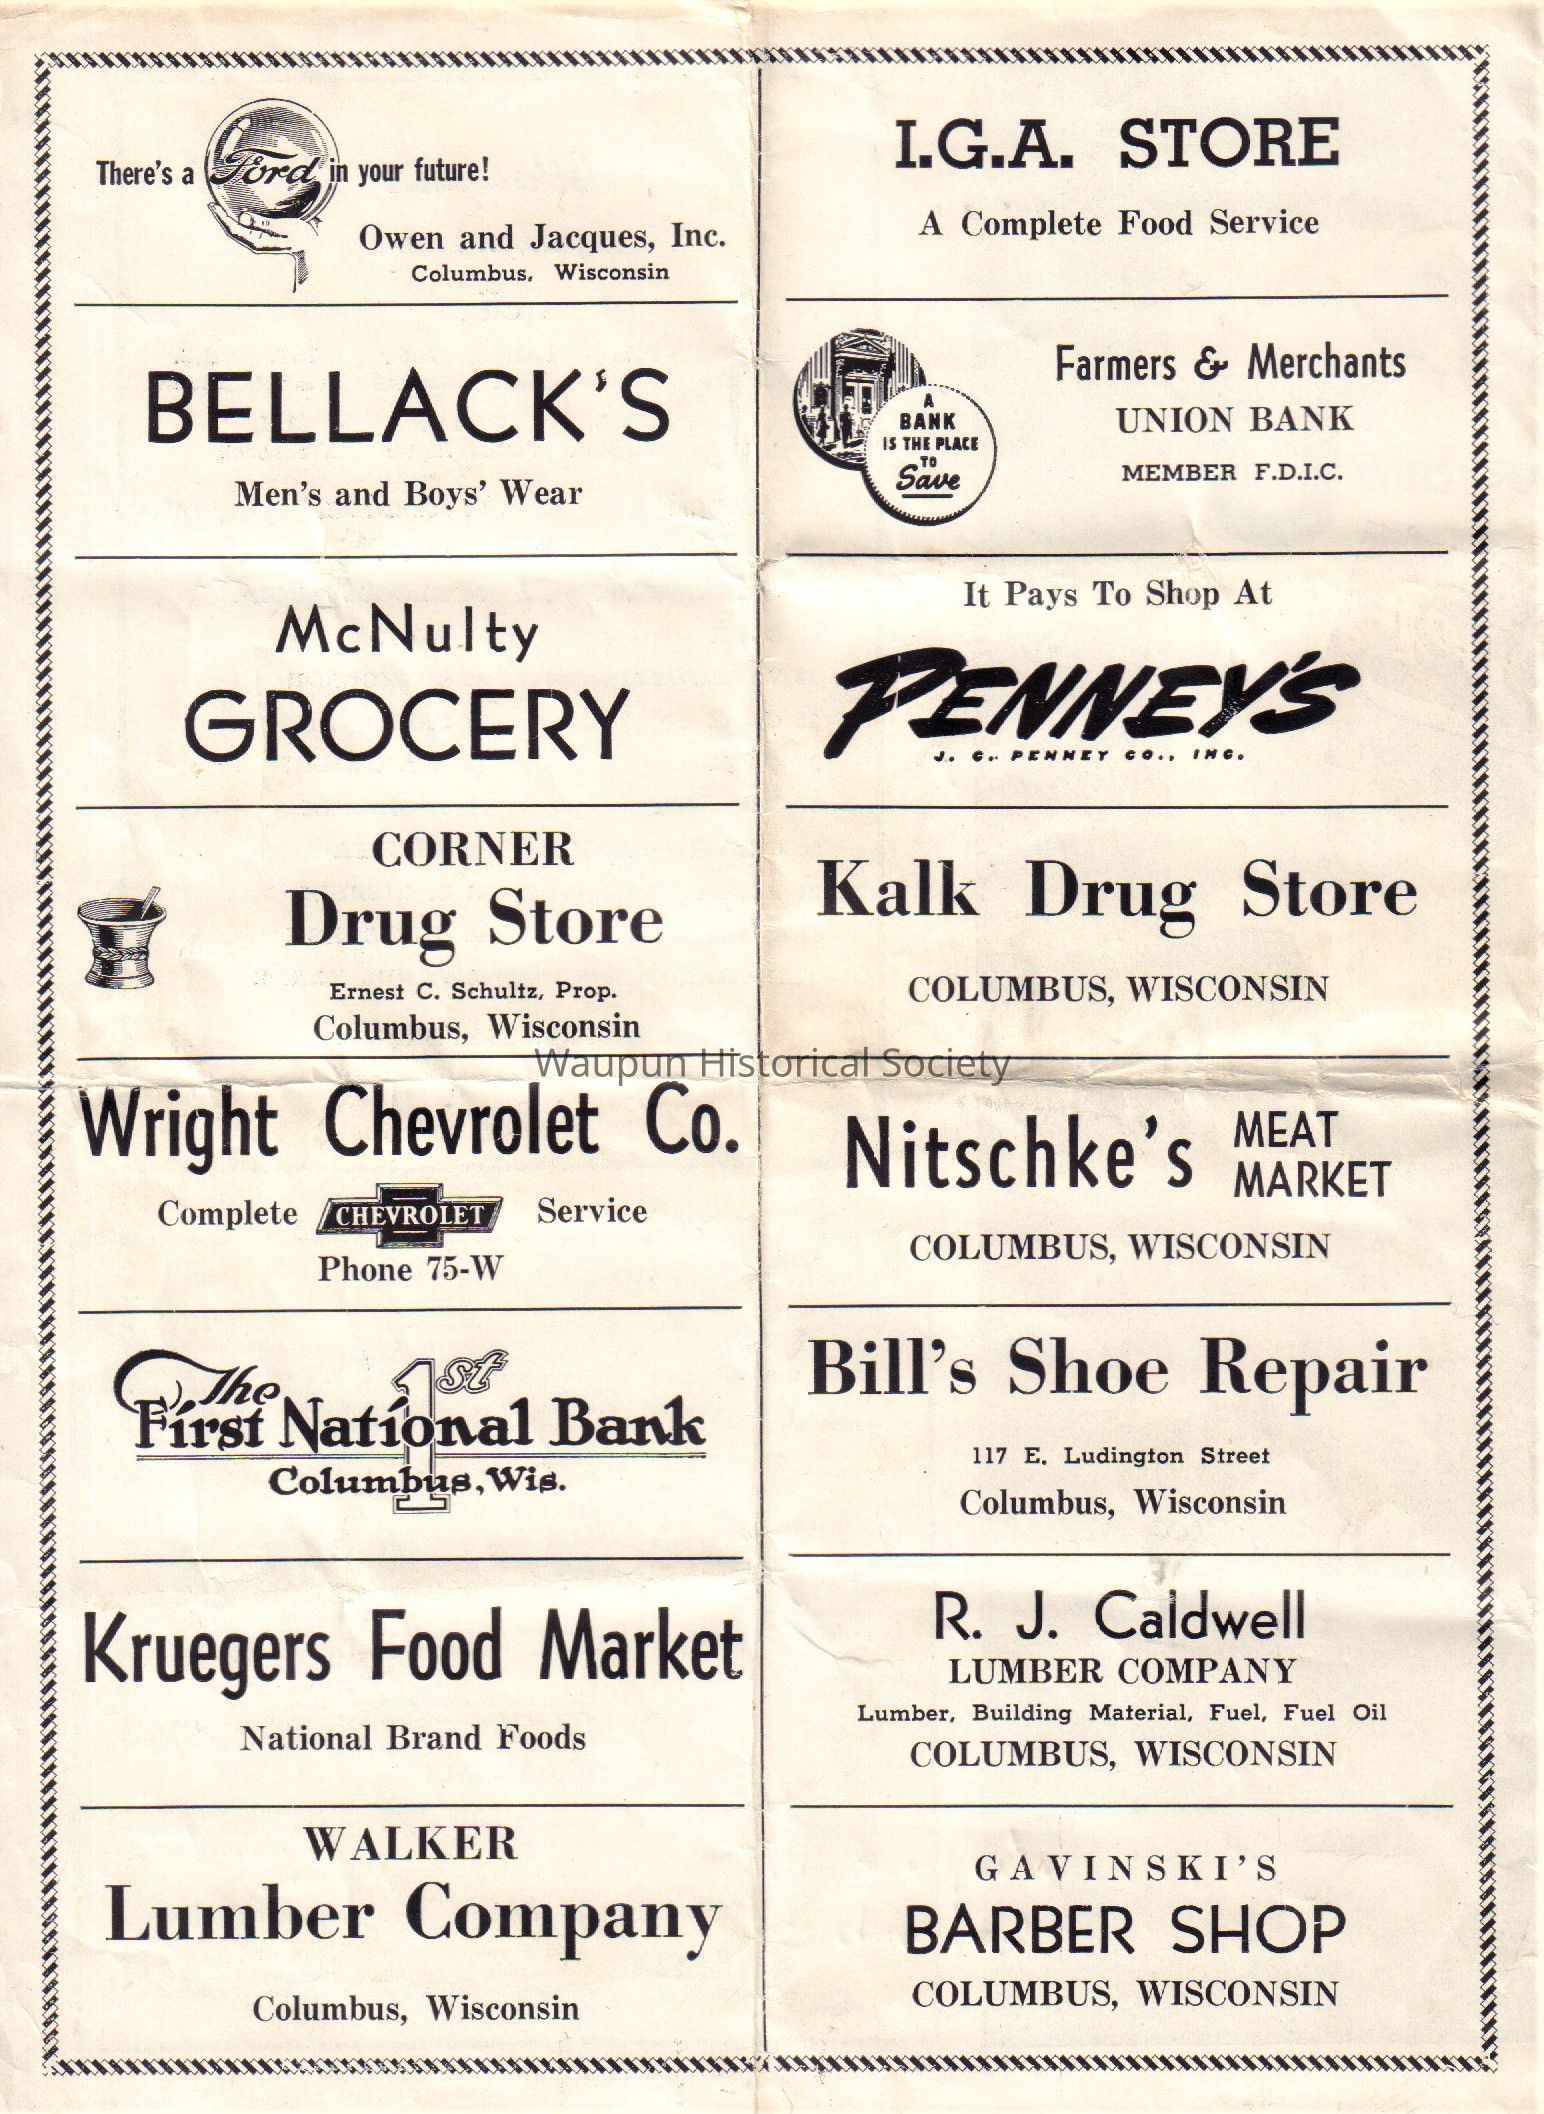 There's a Ford in your future!
Owen and Jacques, Inc.
Columbus, Wisconsin
BELLACK'S
Men's and Boys' Wear
McNulty
GROCERY
CORNER
Drug Store
Ernest C. Schultz, Prop.
Columbus, Wisconsin
Wright Chevrolet Co.
Complete CHEVROLET Service
Phone 75-W
1st
The
First National Bank
Columbus, Wis.
Kruegers Food Market
National Brand Foods
WALKER
Lumber Company
Columbus, Wisconsin
I.G.A. STORE
A Complete Food Service
A
BANK
IS THE PLACE
TO
Save
Farmers & Merchants
UNION BANK
MEMBER F.D.I.C.
It Pays To Shop At
PENNEY'S
J. C. PENNEY CO., INC.
Kalk Drug Store
COLUMBUS, WISCONSIN
Nitschke's MEAT
MARKET
COLUMBUS, WISCONSIN
Bill's Shoe Repair
117 E. Ludington Street
Columbus, Wisconsin
R. J. Caldwell
LUMBER COMPANY
Lumber, Building Material, Fuel, Fuel Oil
COLUMBUS, WISCONSIN
GAVINSKI'S
BARBER SHOP
COLUMBUS, WISCONSIN
Waupun Historical Society